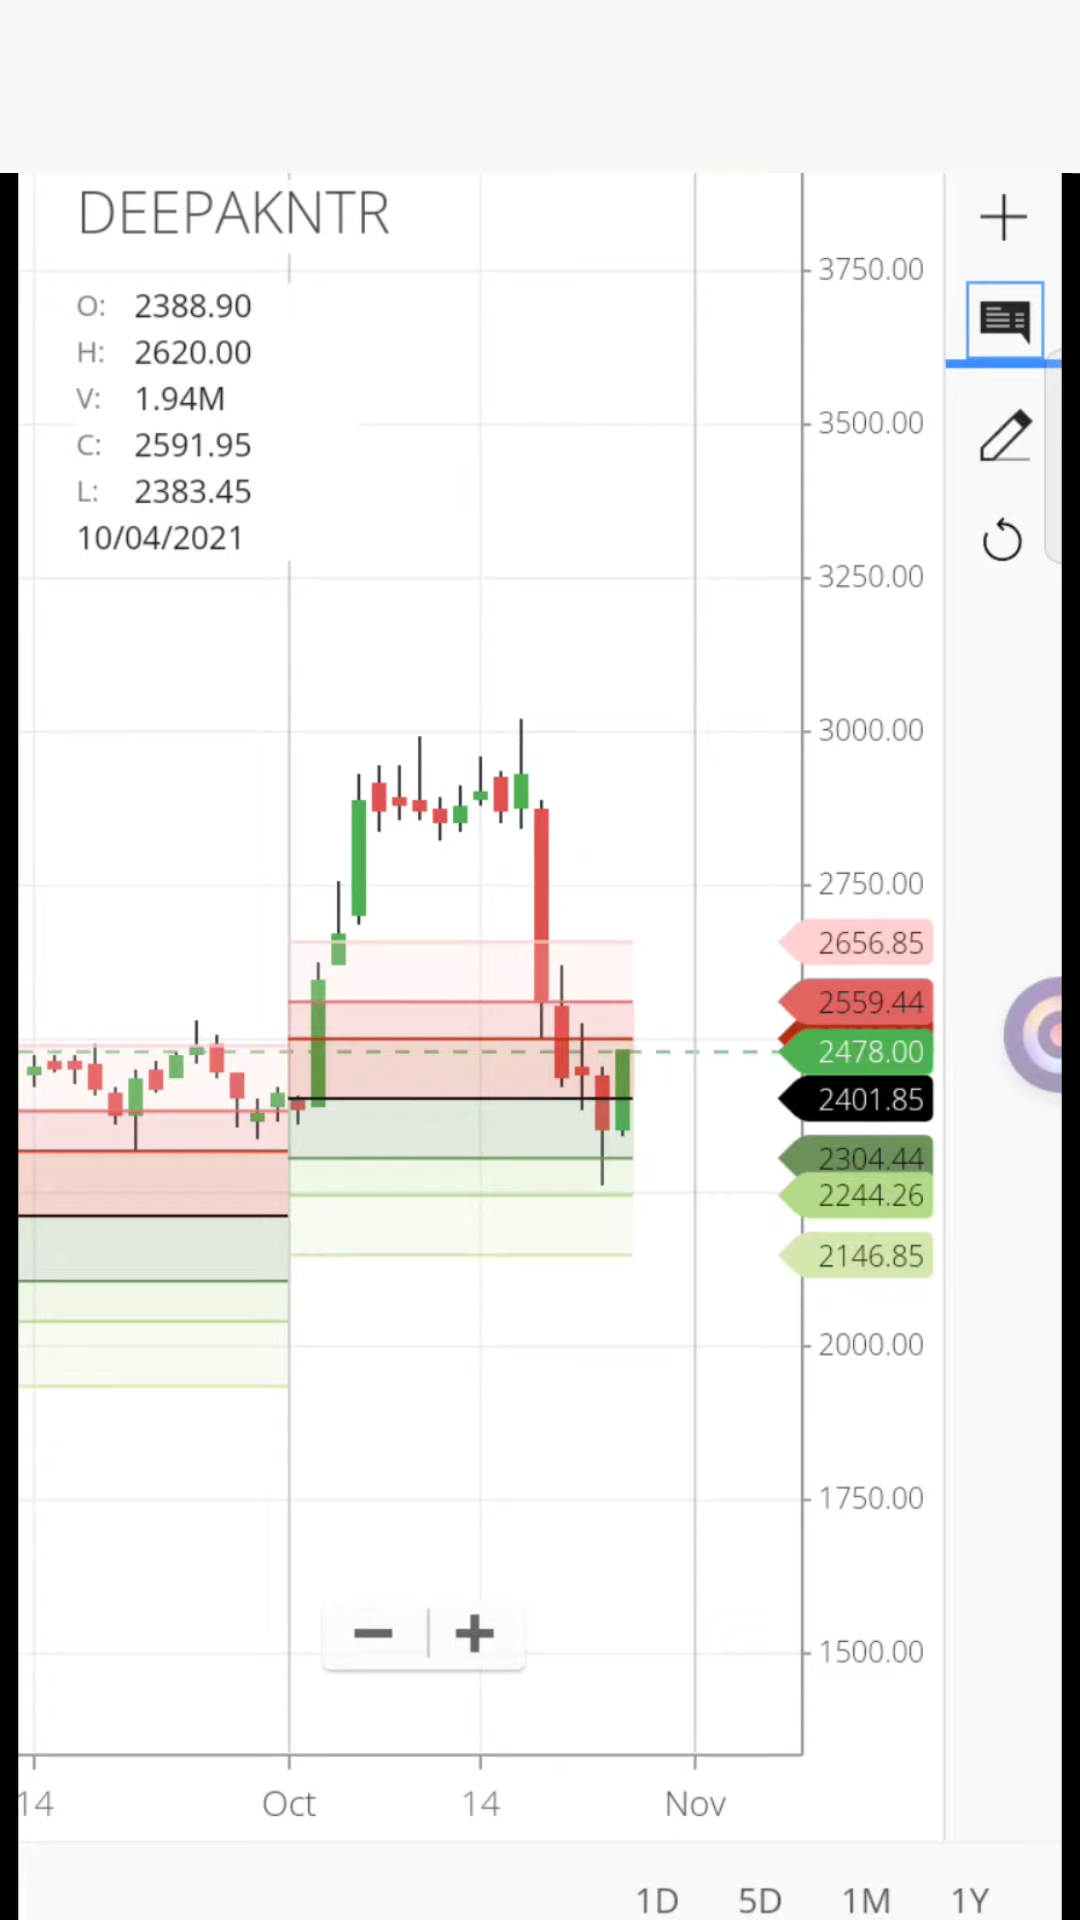 DEEPAKNTR
O: 2388.90
H: 2620.00
V: 1.94M
C: 2591.95
L: 2383.45
10/04/2021
3750.00
3500.00
3250.00
3000.00
2750.00
2656.85
2559.44
2478.00
2401.85
2304.44
2244.26
2146.85
2000.00
1750.00
1500.00
14 Oct 14 Nov
1D 5D 1M 1Y